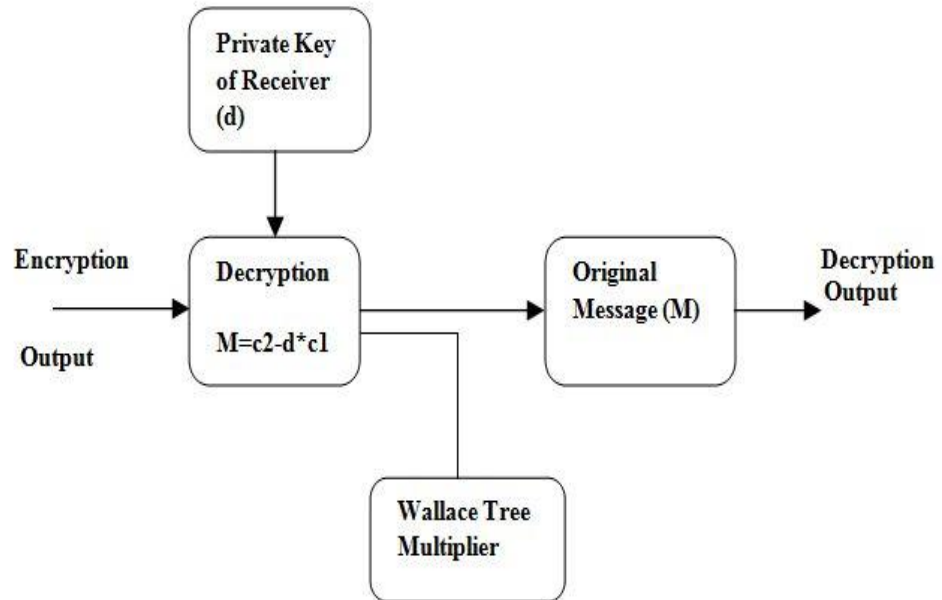 Private Key
of Receiver
(d)
Encryption
Output
Decryption
M=c2-d*c1
Original
Message (M)
Decryption
Output
Wallace Tree
Multiplier